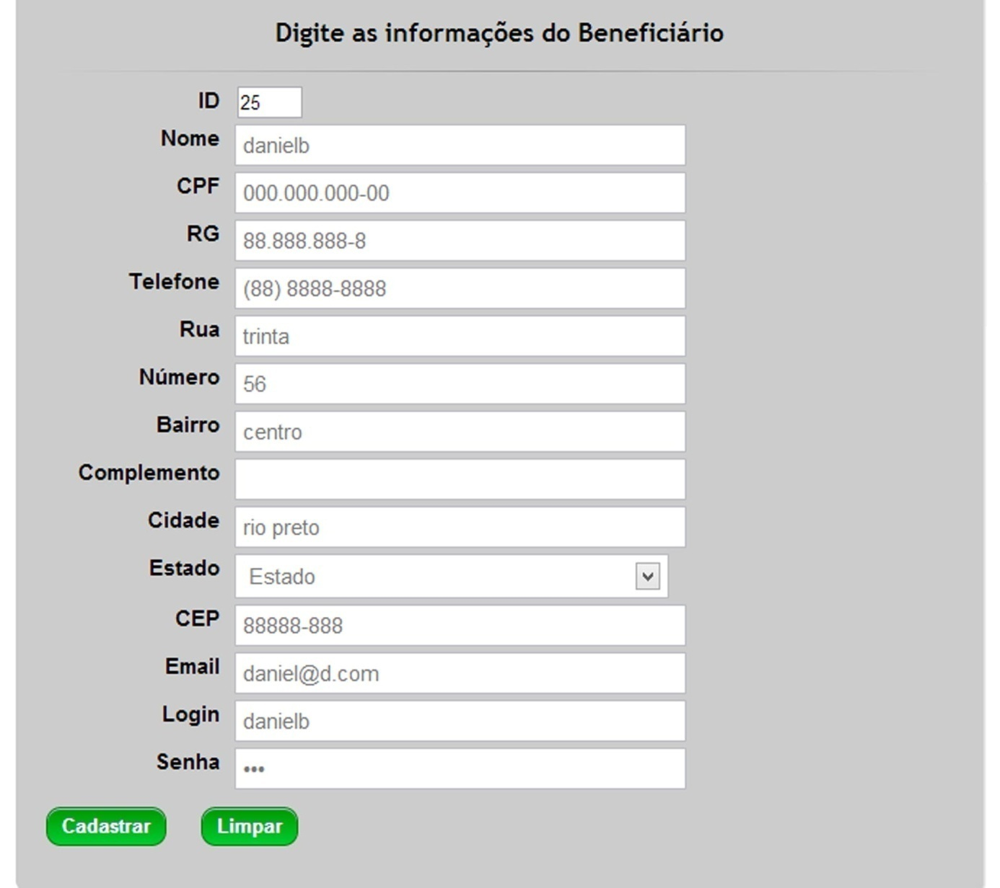 Digite as informações do Beneficiário
ID 25
Nome danielb
CPF 000.000.000-00
RG 88.888.888-8
Telefone (88) 8888-8888
Rua trinta
Número 56
Bairro centro
Complemento
Cidade rio preto
Estado Estado
CEP 88888-888
Email daniel@d.com
Login danielb
Senha •••
Cadastrar Limpar